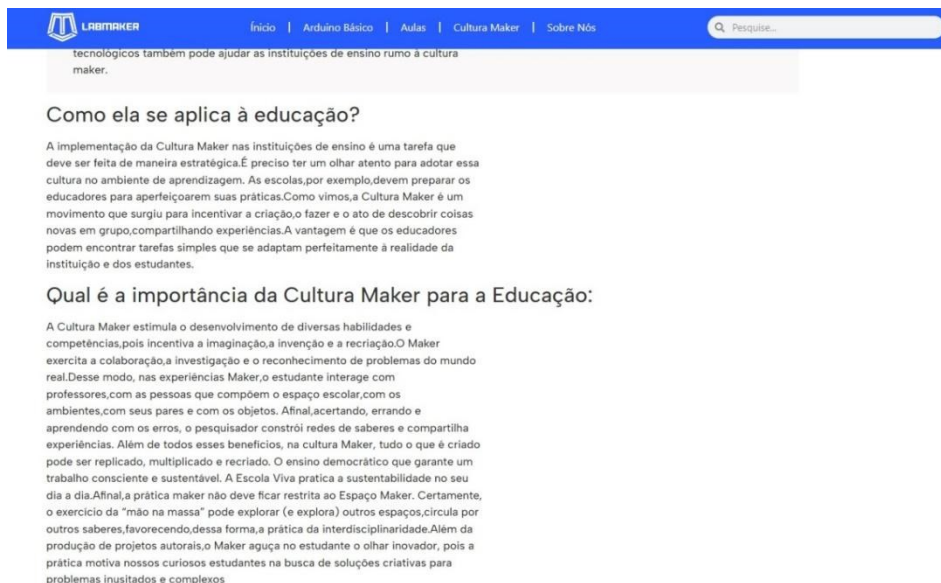 LABMAKER
Ínicio | Arduino Básico | Aulas | Cultura Maker | Sobre Nós
Pesquise...
tecnológicos também pode ajudar as instituições de ensino rumo à cultura
maker.
Como ela se aplica à educação?
A implementação da Cultura Maker nas instituições de ensino é uma tarefa que
deve ser feita de maneira estratégica.É preciso ter um olhar atento para adotar essa
cultura no ambiente de aprendizagem. As escolas,por exemplo,devem preparar os
educadores para aperfeiçoarem suas práticas.Como vimos,a Cultura Maker é um
movimento que surgiu para incentivar a criação,o fazer e o ato de descobrir coisas
novas em grupo,compartilhando experiências.A vantagem é que os educadores
podem encontrar tarefas simples que se adaptam perfeitamente à realidade da
instituição e dos estudantes.
Qual é a importância da Cultura Maker para a Educação:
A Cultura Maker estimula o desenvolvimento de diversas habilidades e
competências,pois incentiva a imaginação,a invenção e a recriação.O Maker
exercita a colaboração,a investigação e o reconhecimento de problemas do mundo
real.Desse modo, nas experiências Maker,o estudante interage com
professores,com as pessoas que compõem o espaço escolar,com os
ambientes,com seus pares e com os objetos. Afinal,acertando, errando e
aprendendo com os erros, o pesquisador constrói redes de saberes e compartilha
experiências. Além de todos esses benefícios, na cultura Maker, tudo o que é criado
pode ser replicado, multiplicado e recriado. O ensino democrático que garante um
trabalho consciente e sustentável. A Escola Viva pratica a sustentabilidade no seu
dia a dia.Afinal,a prática maker não deve ficar restrita ao Espaço Maker. Certamente,
o exercício da “mão na massa” pode explorar (e explora) outros espaços,circula por
outros saberes,favorecendo,dessa forma,a prática da interdisciplinaridade.Além da
produção de projetos autorais,o Maker aguça no estudante o olhar inovador, pois a
prática motiva nossos curiosos estudantes na busca de soluções criativas para
problemas inusitados e complexos